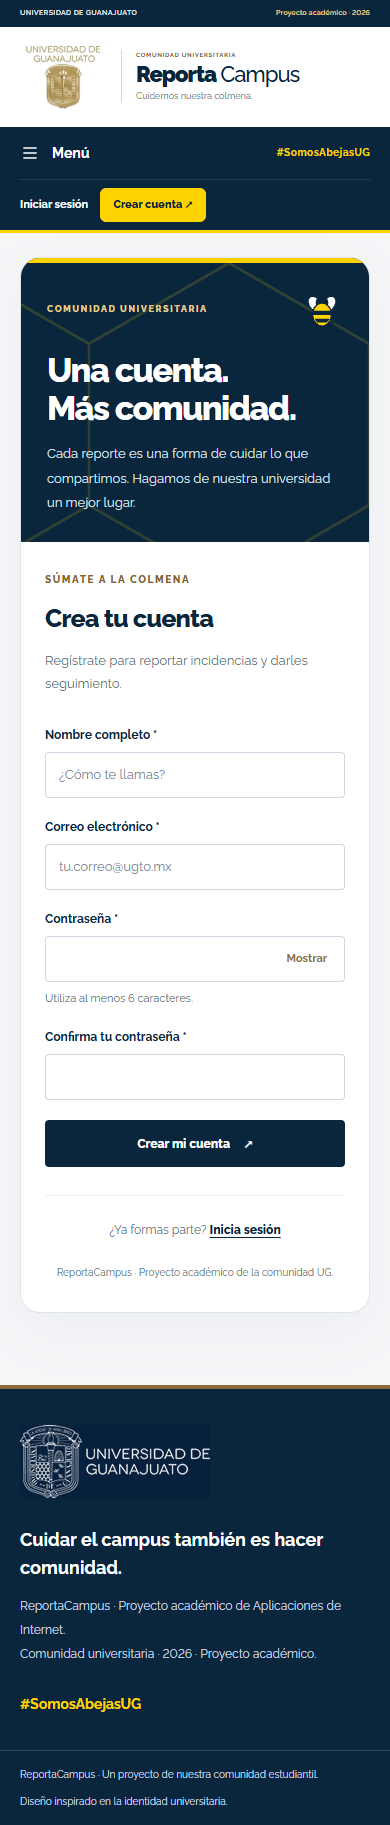 UNIVERSIDAD DE GUANAJUATO
Proyecto académico · 2026
UNIVERSIDAD DE
GUANAJUATO
COMUNIDAD UNIVERSITARIA
Reporta Campus
Cuidemos nuestra colmena.
Menú
#SomosAbejasUG
Iniciar sesión
Crear cuenta ↗
COMUNIDAD UNIVERSITARIA
Una cuenta.
Más comunidad.
Cada reporte es una forma de cuidar lo que
compartimos. Hagamos de nuestra universidad
un mejor lugar.
SÚMATE A LA COLMENA
Crea tu cuenta
Regístrate para reportar incidencias y darles
seguimiento.
Nombre completo *
¿Cómo te llamas?
Correo electrónico *
tu.correo@ugto.mx
Contraseña *
Mostrar
Utiliza al menos 6 caracteres.
Confirma tu contraseña *
Crear mi cuenta ↗
¿Ya formas parte? Inicia sesión
ReportaCampus · Proyecto académico de la comunidad UG.
UNIVERSIDAD DE
GUANAJUATO
Cuidar el campus también es hacer
comunidad.
ReportaCampus · Proyecto académico de Aplicaciones de
Internet.
Comunidad universitaria · 2026 · Proyecto académico.
#SomosAbejasUG
ReportaCampus · Un proyecto de nuestra comunidad estudiantil.
Diseño inspirado en la identidad universitaria.